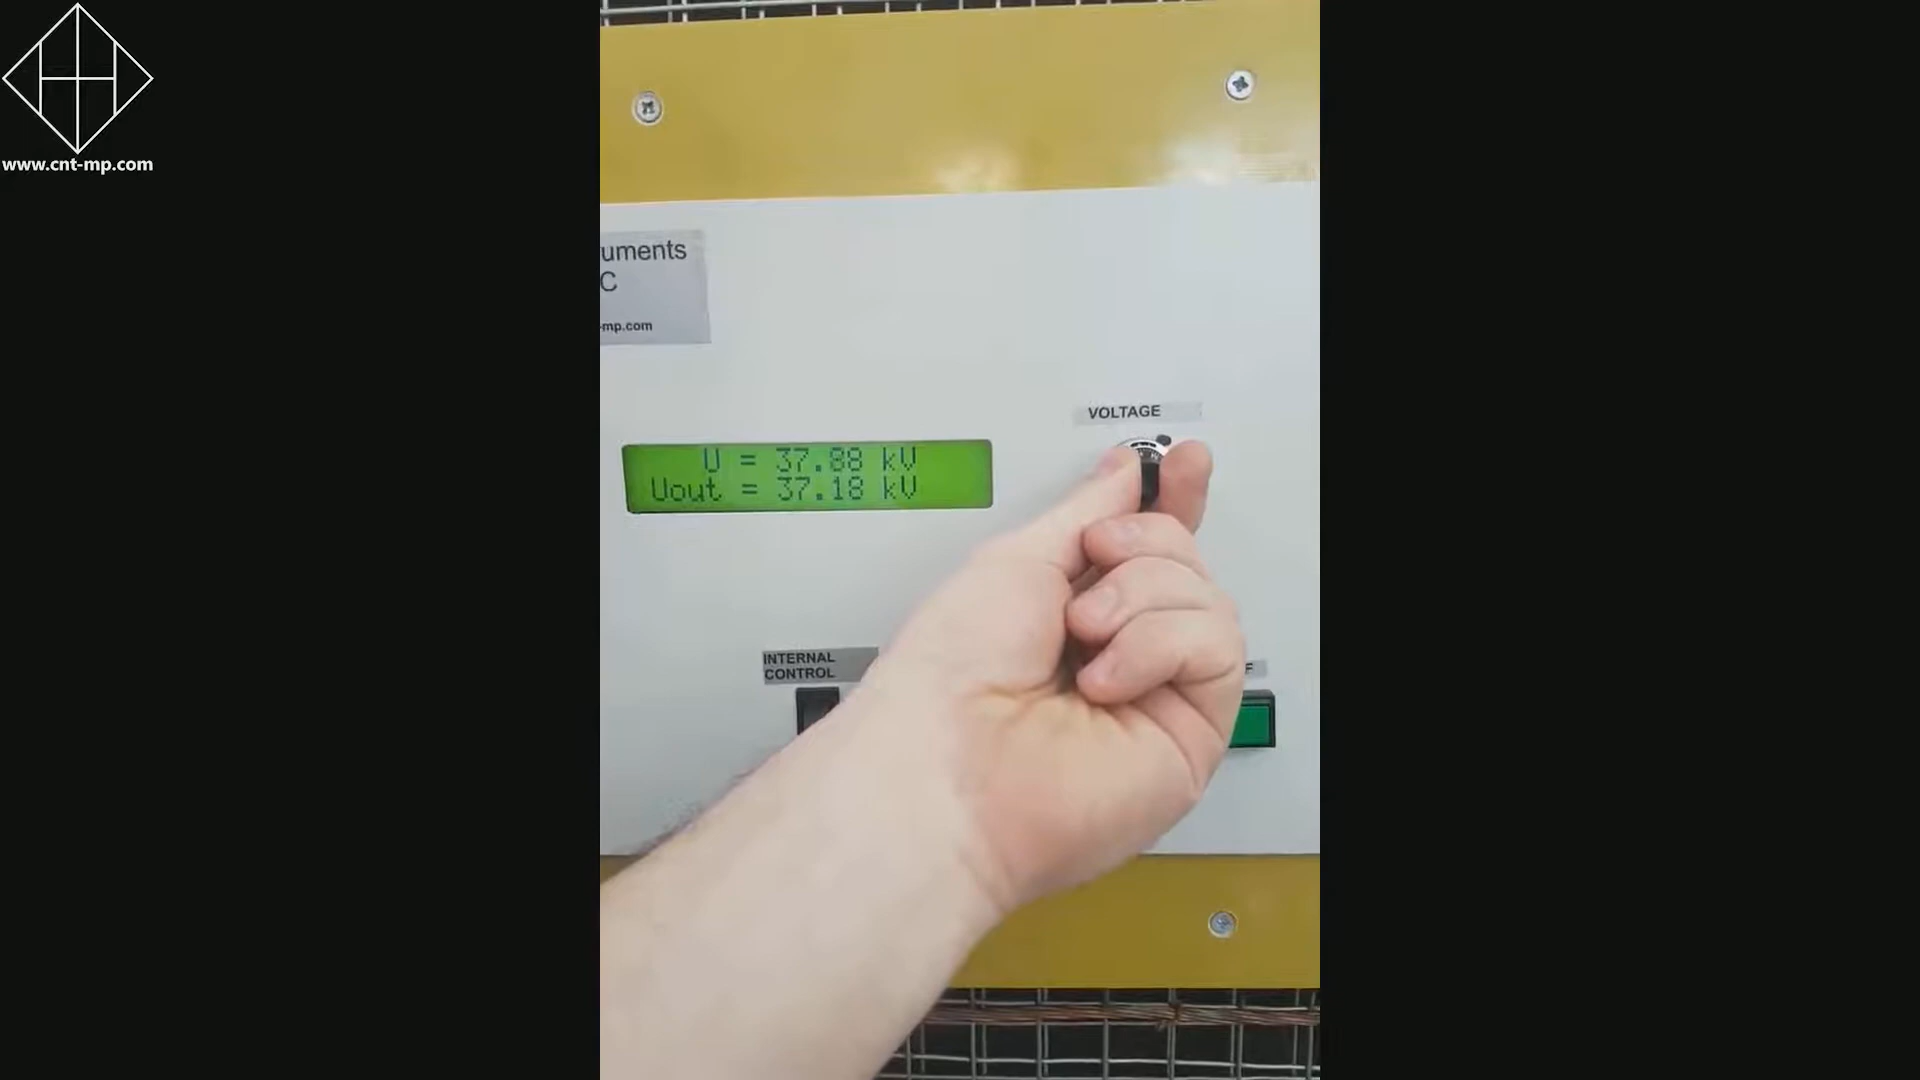 www.cnt-mp.com
uments
C
-mp.com
VOLTAGE
U = 37.88 kV
Uout = 37.18 kV
INTERNAL
CONTROL
F